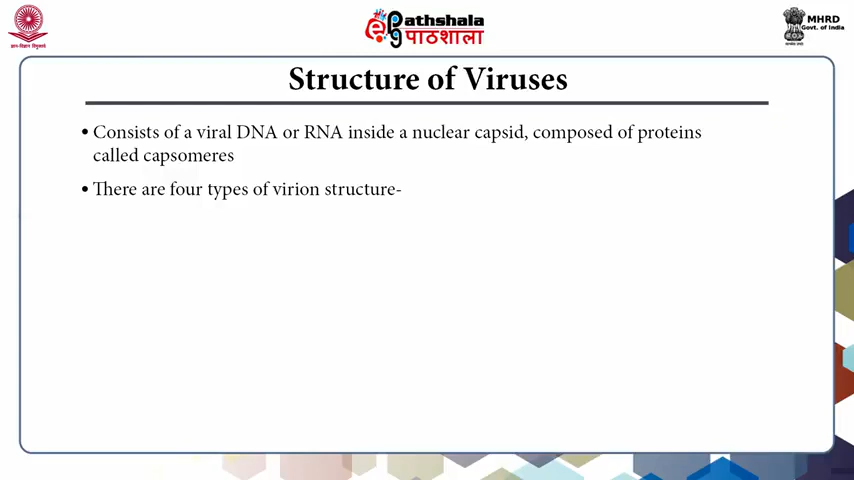 Pathshala
पाठशाला
MHRD
Govt. of India
Structure of Viruses
• Consists of a viral DNA or RNA inside a nuclear capsid, composed of proteins
called capsomeres
• There are four types of virion structure-